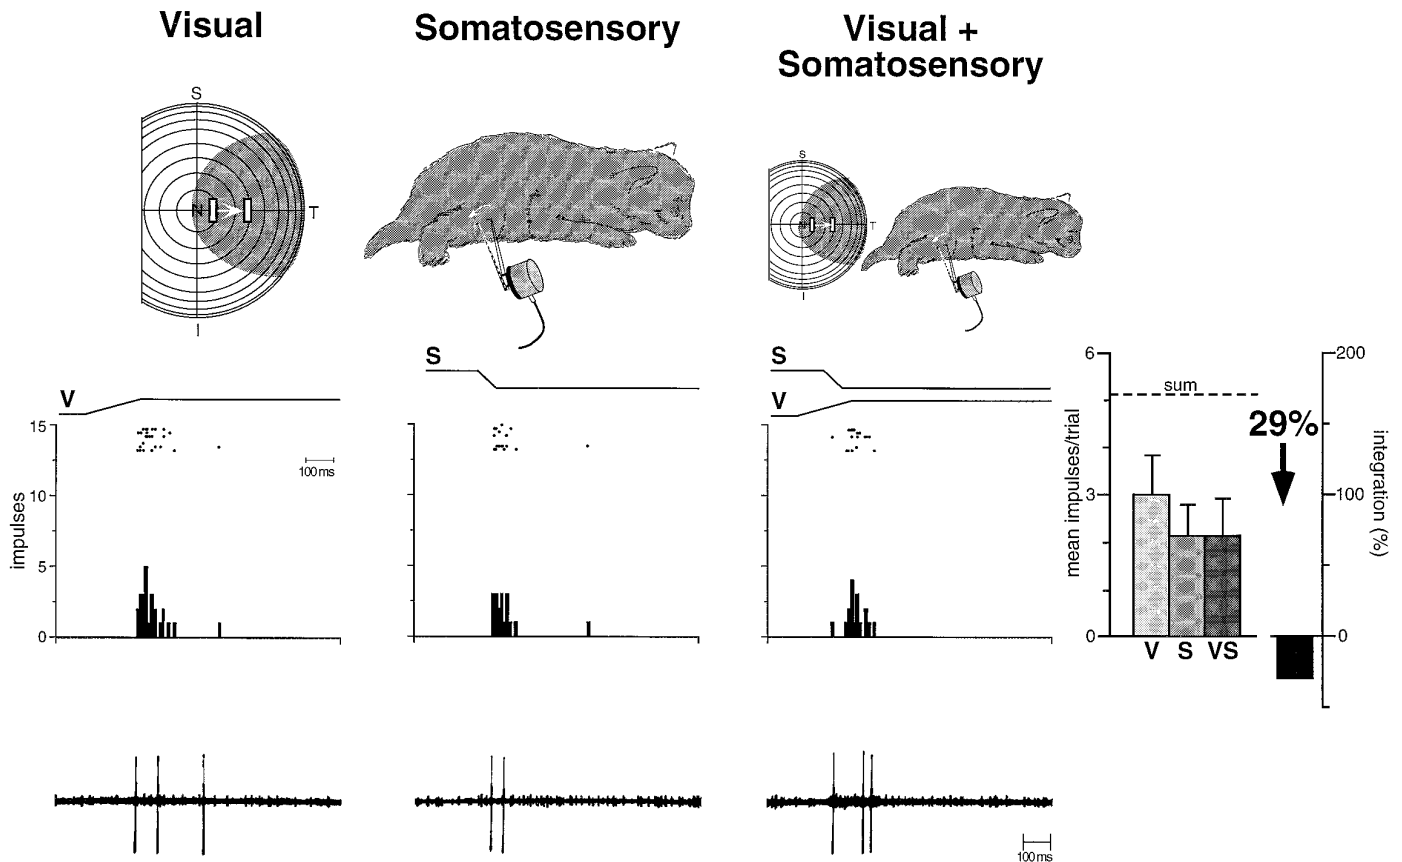 Visual
Somatosensory
Visual +
Somatosensory
S
N
T
I
S
N
T
I
V
S
S
V
15
10
5
0
impulses
100 ms
6
3
0
mean impulses/trial
sum
V S VS
29%
200
100
0
integration (%)
100 ms